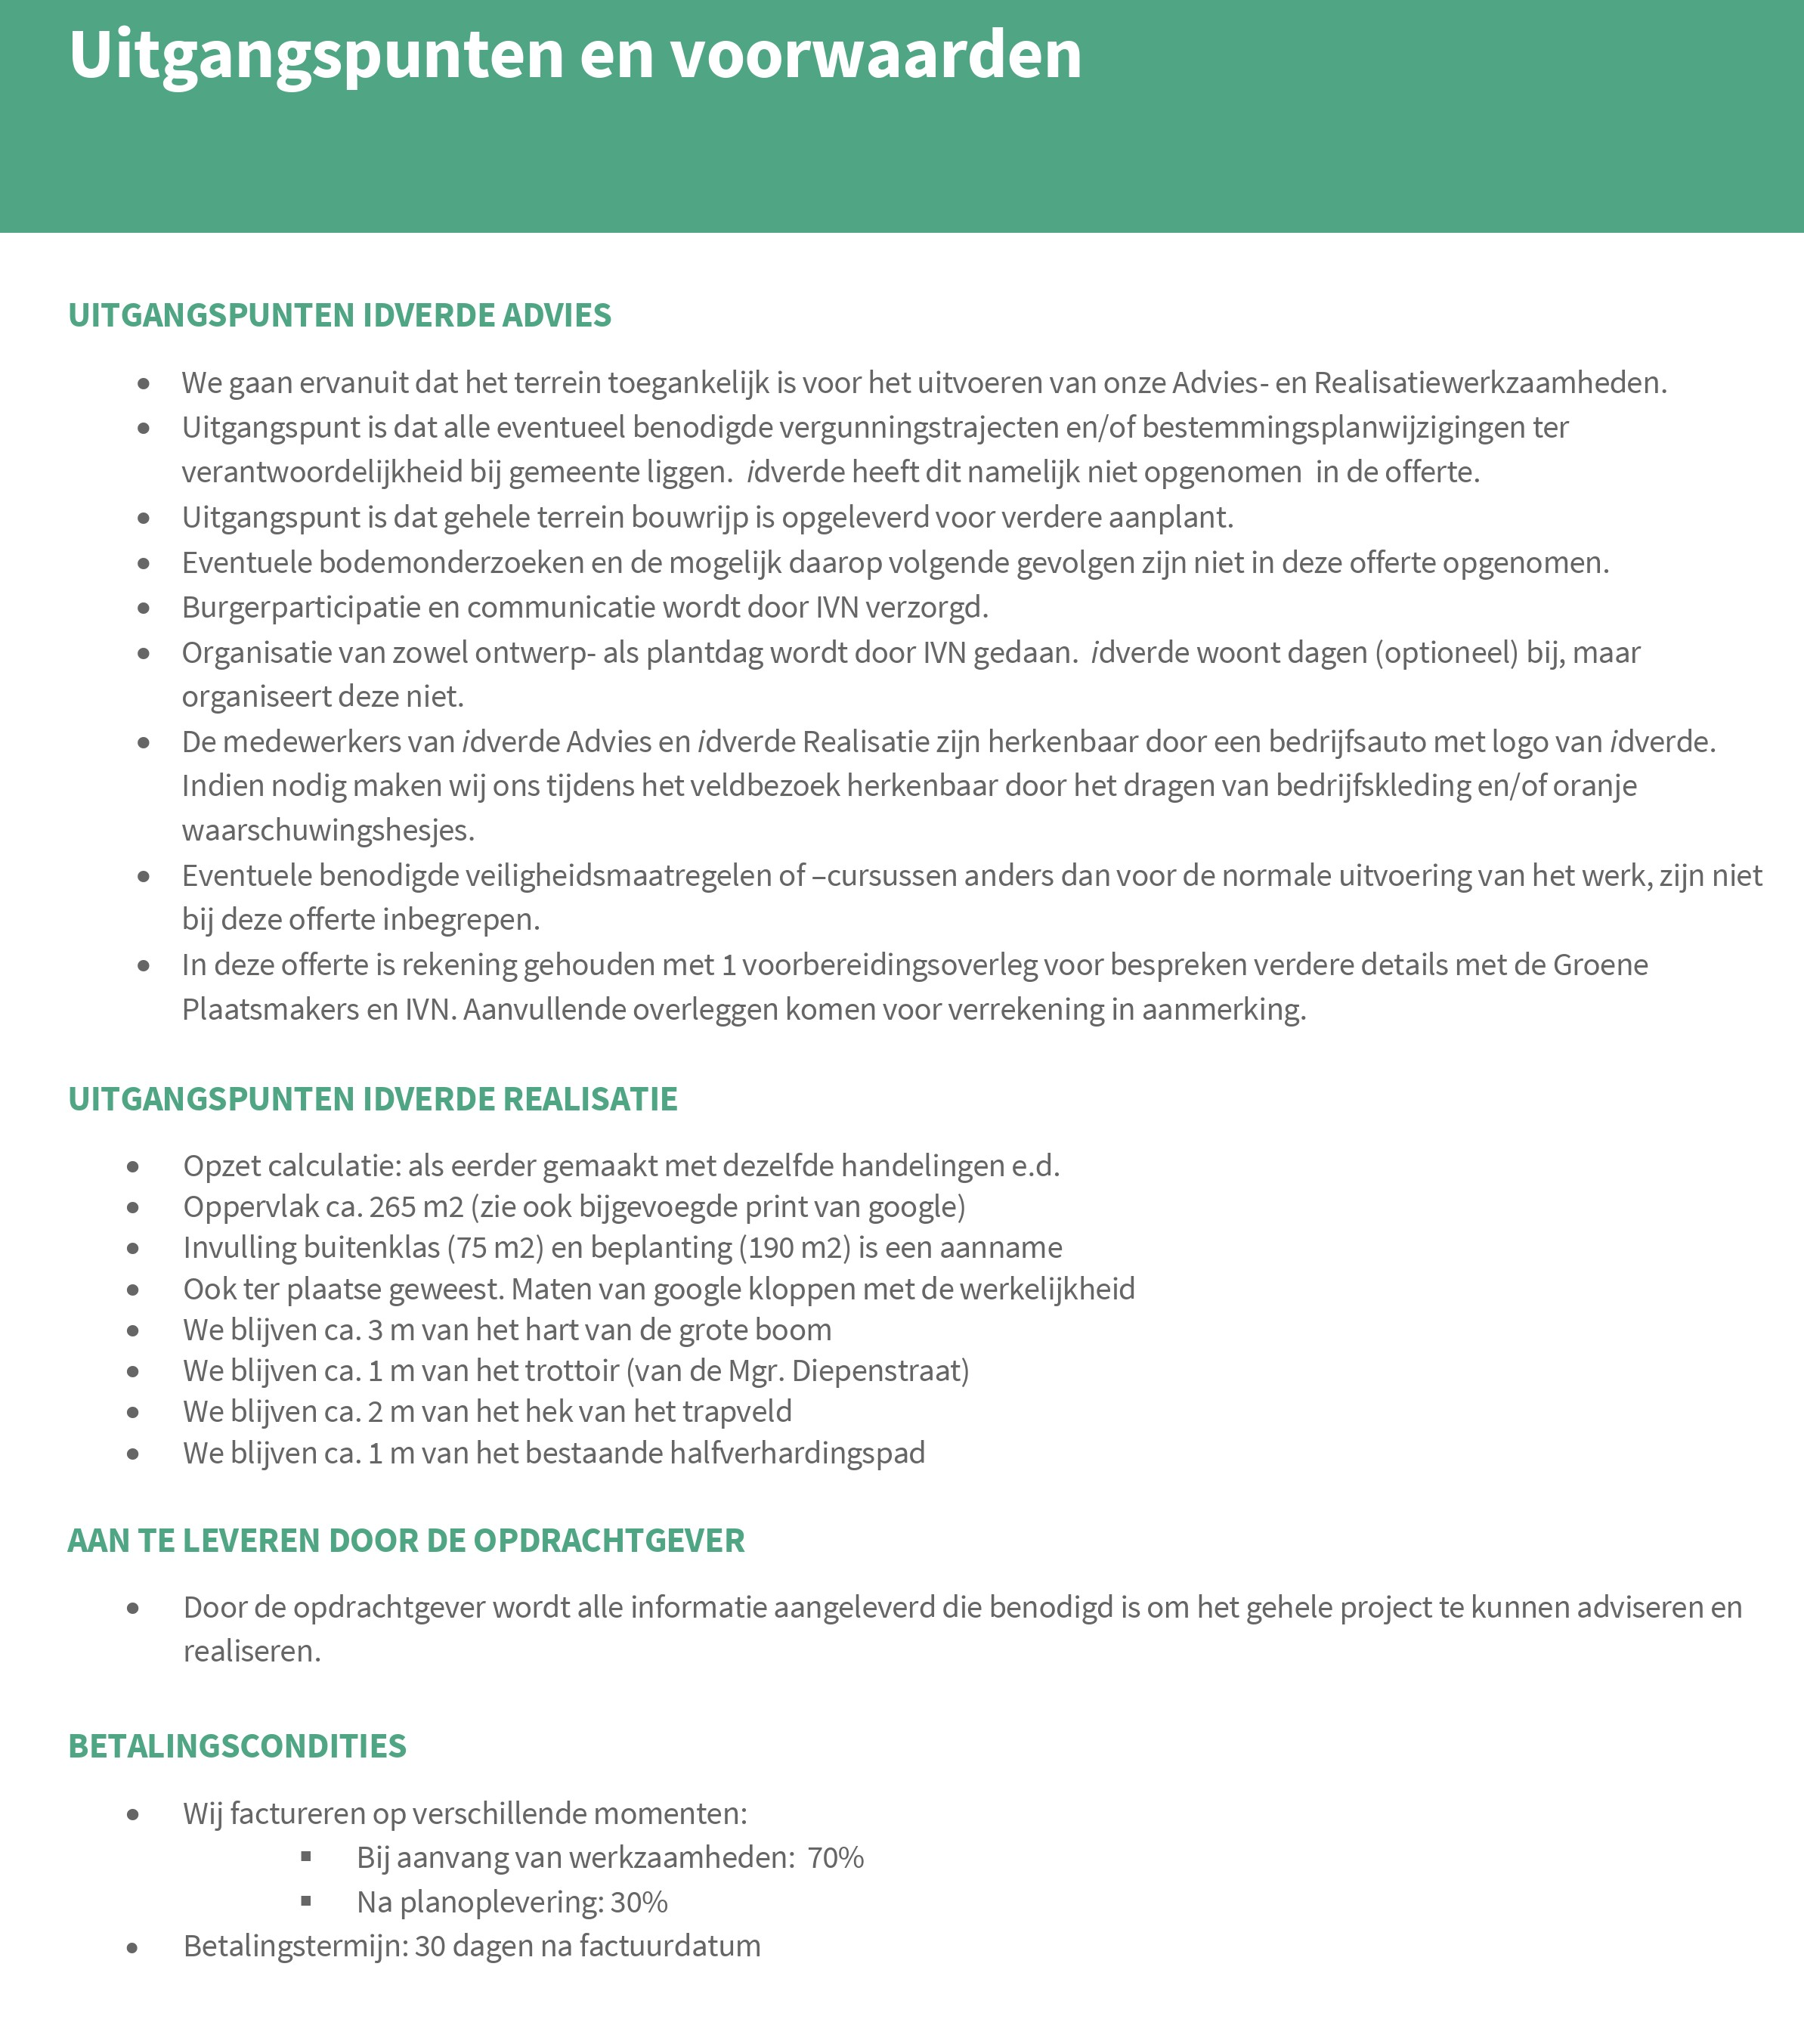 Uitgangspunten en voorwaarden
UITGANGSPUNTEN IDVERDE ADVIES
• We gaan ervanuit dat het terrein toegankelijk is voor het uitvoeren van onze Advies- en Realisatiewerkzaamheden.
• Uitgangspunt is dat alle eventueel benodigde vergunningstrajecten en/of bestemmingsplanwijzigingen ter
verantwoordelijkheid bij gemeente liggen. idverde heeft dit namelijk niet opgenomen in de offerte.
• Uitgangspunt is dat gehele terrein bouwrijp is opgeleverd voor verdere aanplant.
• Eventuele bodemonderzoeken en de mogelijk daarop volgende gevolgen zijn niet in deze offerte opgenomen.
• Burgerparticipatie en communicatie wordt door IVN verzorgd.
• Organisatie van zowel ontwerp- als plantdag wordt door IVN gedaan. idverde woont dagen (optioneel) bij, maar
organiseert deze niet.
• De medewerkers van idverde Advies en idverde Realisatie zijn herkenbaar door een bedrijfsauto met logo van idverde.
Indien nodig maken wij ons tijdens het veldbezoek herkenbaar door het dragen van bedrijfskleding en/of oranje
waarschuwingshesjes.
• Eventuele benodigde veiligheidsmaatregelen of –cursussen anders dan voor de normale uitvoering van het werk, zijn niet
bij deze offerte inbegrepen.
• In deze offerte is rekening gehouden met 1 voorbereidingsoverleg voor bespreken verdere details met de Groene
Plaatsmakers en IVN. Aanvullende overleggen komen voor verrekening in aanmerking.
UITGANGSPUNTEN IDVERDE REALISATIE
• Opzet calculatie: als eerder gemaakt met dezelfde handelingen e.d.
• Oppervlak ca. 265 m2 (zie ook bijgevoegde print van google)
• Invulling buitenklas (75 m2) en beplanting (190 m2) is een aanname
• Ook ter plaatse geweest. Maten van google kloppen met de werkelijkheid
• We blijven ca. 3 m van het hart van de grote boom
• We blijven ca. 1 m van het trottoir (van de Mgr. Diepenstraat)
• We blijven ca. 2 m van het hek van het trapveld
• We blijven ca. 1 m van het bestaande halfverhardingspad
AAN TE LEVEREN DOOR DE OPDRACHTGEVER
• Door de opdrachtgever wordt alle informatie aangeleverd die benodigd is om het gehele project te kunnen adviseren en
realiseren.
BETALINGSCONDITIES
• Wij factureren op verschillende momenten:
▪ Bij aanvang van werkzaamheden: 70%
▪ Na planoplevering: 30%
• Betalingstermijn: 30 dagen na factuurdatum